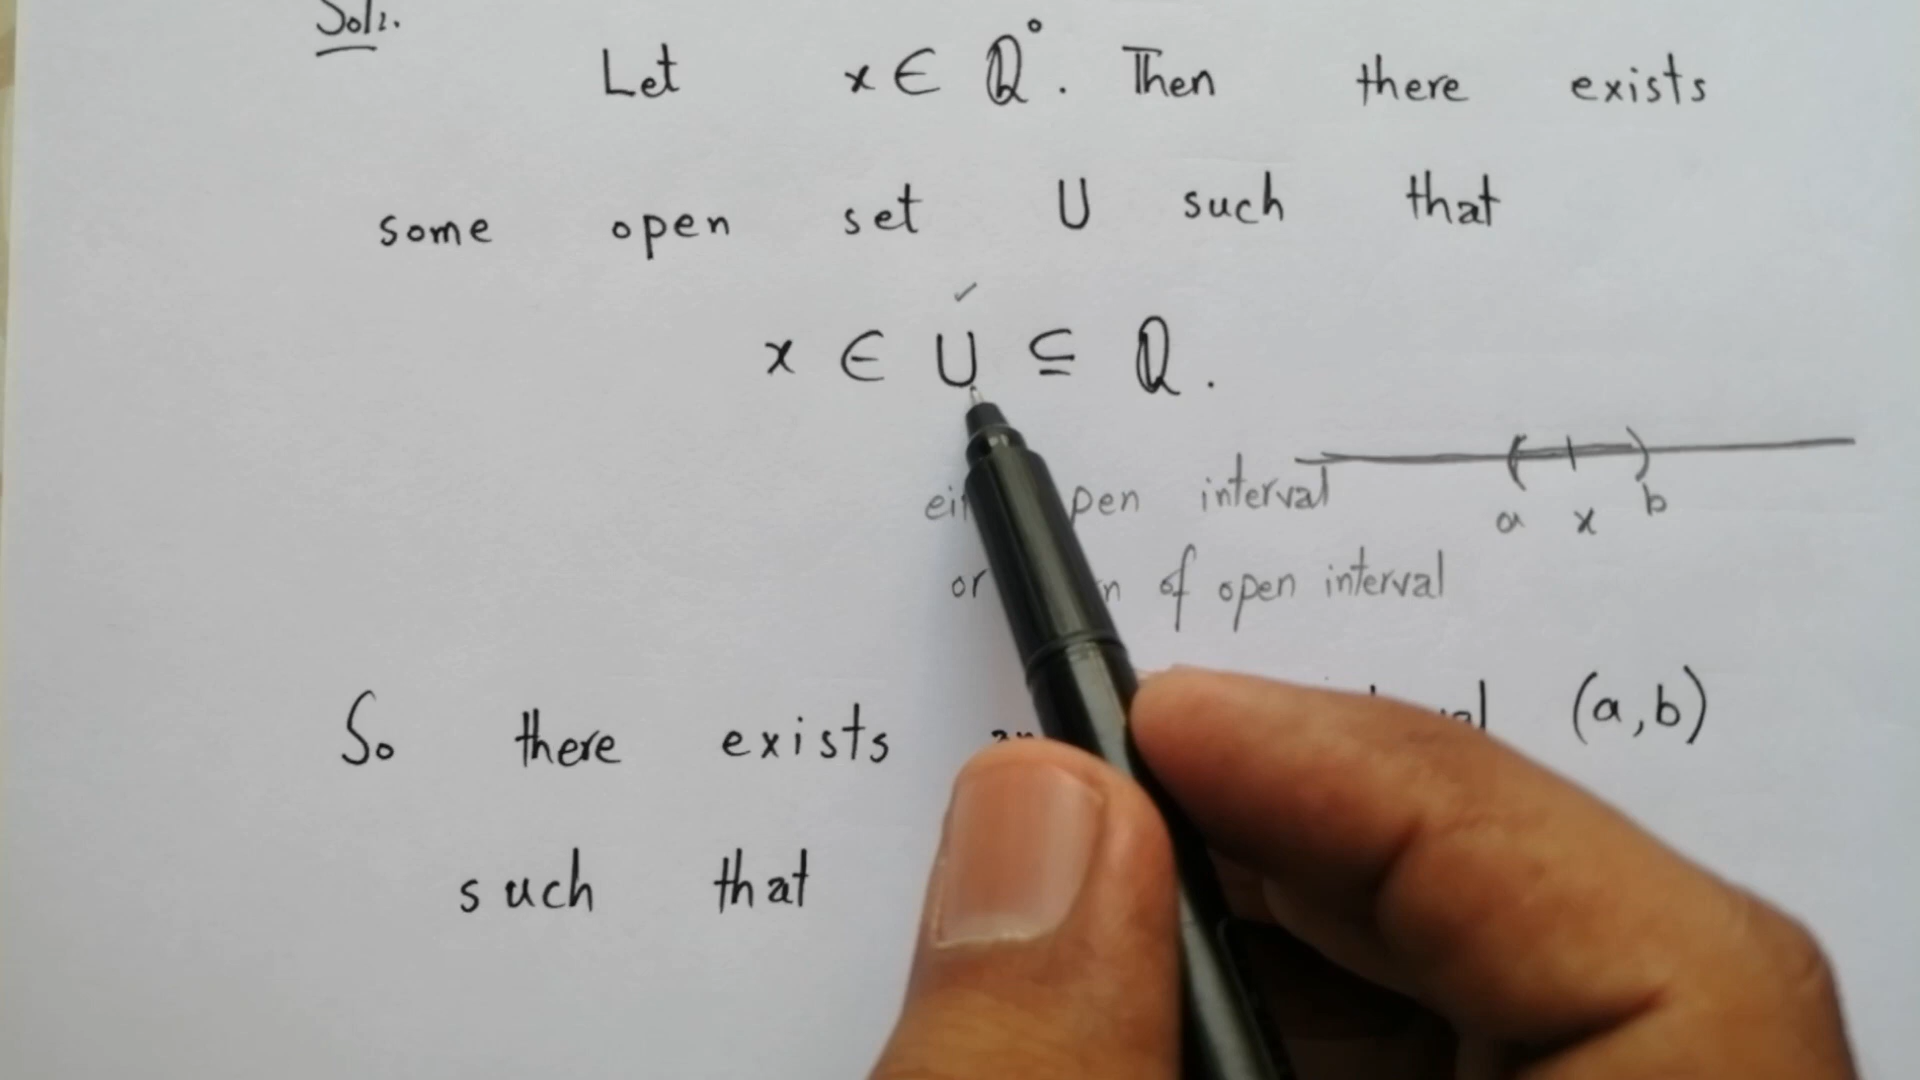 Sol:.
Let x ∈ ℚ°. Then there exists
some open set U such that
✓
x ∈ U ⊆ ℚ.
interval
a x b
or of open interval
So there exists (a,b)
such that